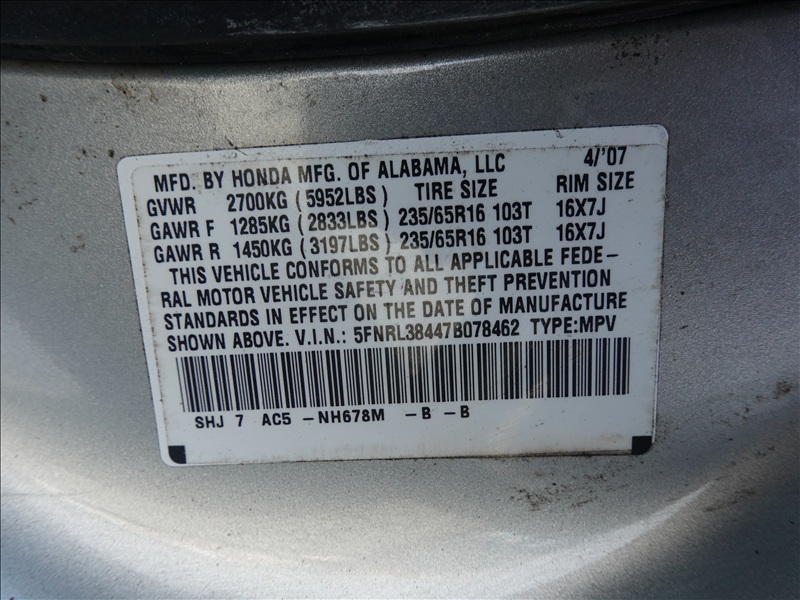 MFD. BY HONDA MFG. OF ALABAMA, LLC 4/'07
GVWR 2700KG (5952LBS) TIRE SIZE RIM SIZE
GAWR F 1285KG (2833LBS) 235/65R16 103T 16X7J
GAWR R 1450KG (3197LBS) 235/65R16 103T 16X7J
THIS VEHICLE CONFORMS TO ALL APPLICABLE FEDE-
RAL MOTOR VEHICLE SAFETY AND THEFT PREVENTION
STANDARDS IN EFFECT ON THE DATE OF MANUFACTURE
SHOWN ABOVE. V.I.N.: 5FNRL38447B078462 TYPE:MPV
SHJ 7 AC5 -NH678M -B -B